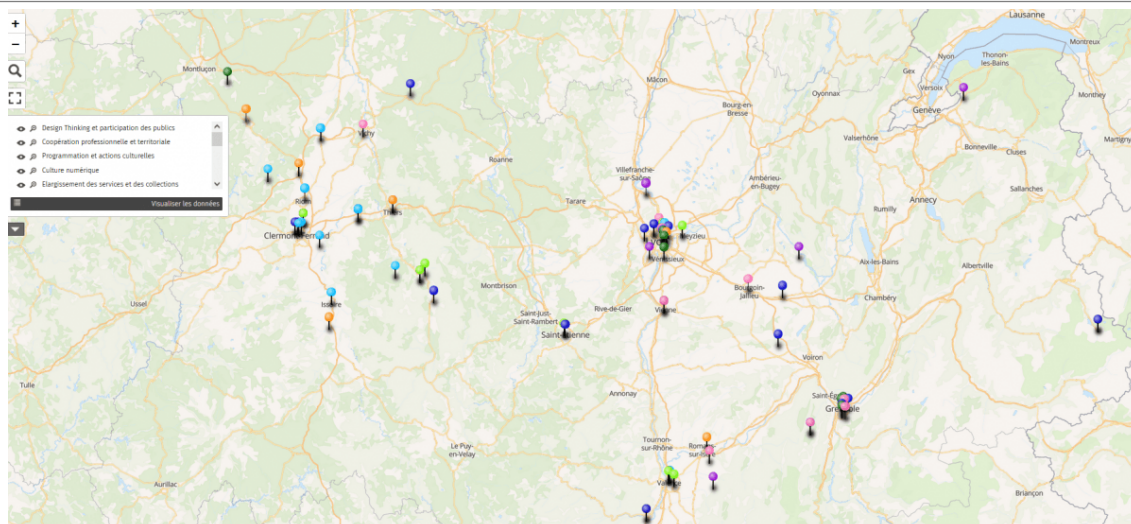 +
−
Design Thinking et participation des publics
Coopération professionnelle et territoriale
Programmation et actions culturelles
Culture numérique
Elargissement des services et des collections
Visualiser les données
Lausanne
Montreux
Nyon
Thonon-
les-Bains
Gex
Versoix
Genève
Monthey
Martigny
Montluçon
Mâcon
Bourg-en-
Bresse
Oyonnax
Valserhône
Bonneville
Cluses
Sallanches
Vichy
Roanne
Villefranche-
sur-Saône
Ambérieu-
en-Bugey
Rumilly
Annecy
Riom
Thiers
Tarare
Clermont-Ferrand
Meyzieu
Vénissieux
Aix-les-Bains
Albertville
Ussel
Issoire
Montbrison
Saint-Just-
Saint-Rambert
Rive-de-Gier
Vienne
Bourgoin-
Jallieu
Chambéry
Saint-Étienne
Voiron
Tulle
Annonay
Grenoble
Le Puy-
en-Velay
Tournon-
sur-Rhône
Romans-
sur-Isère
Aurillac
Valence
Briançon